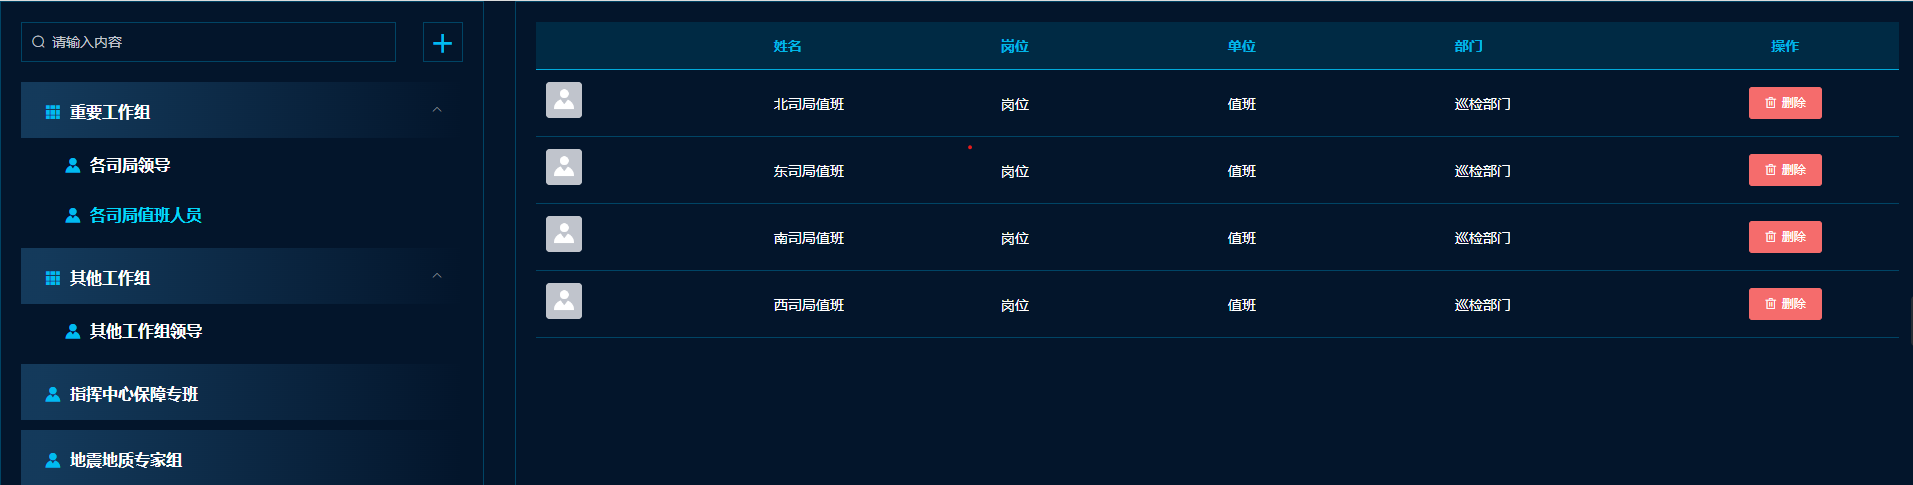 请输入内容
重要工作组
各司局领导
各司局值班人员
其他工作组
其他工作组领导
指挥中心保障专班
地震地质专家组
姓名 岗位 单位 部门 操作
北司局值班 岗位 值班 巡检部门 删除
东司局值班 岗位 值班 巡检部门 删除
南司局值班 岗位 值班 巡检部门 删除
西司局值班 岗位 值班 巡检部门 删除